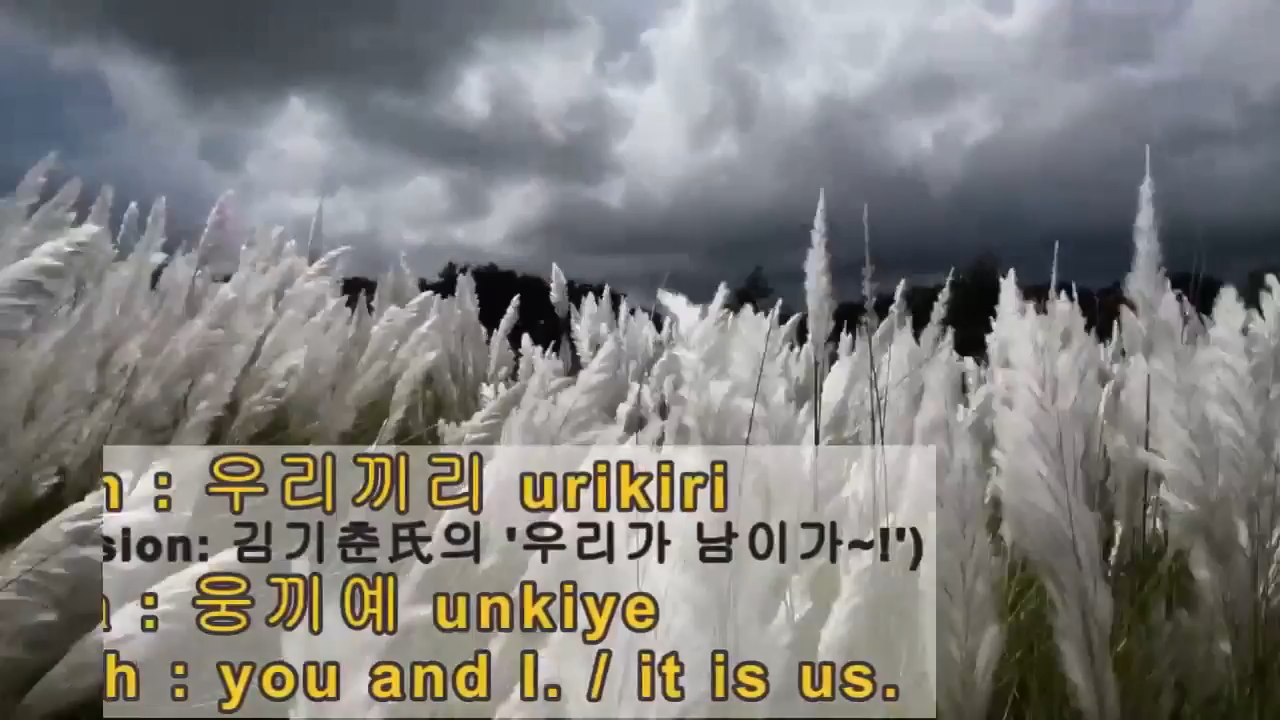 : 우리끼리 urikiri
김기춘氏의 '우리가 남이가~!')
: 웅끼예 unkiye
: you and I. / it is us.